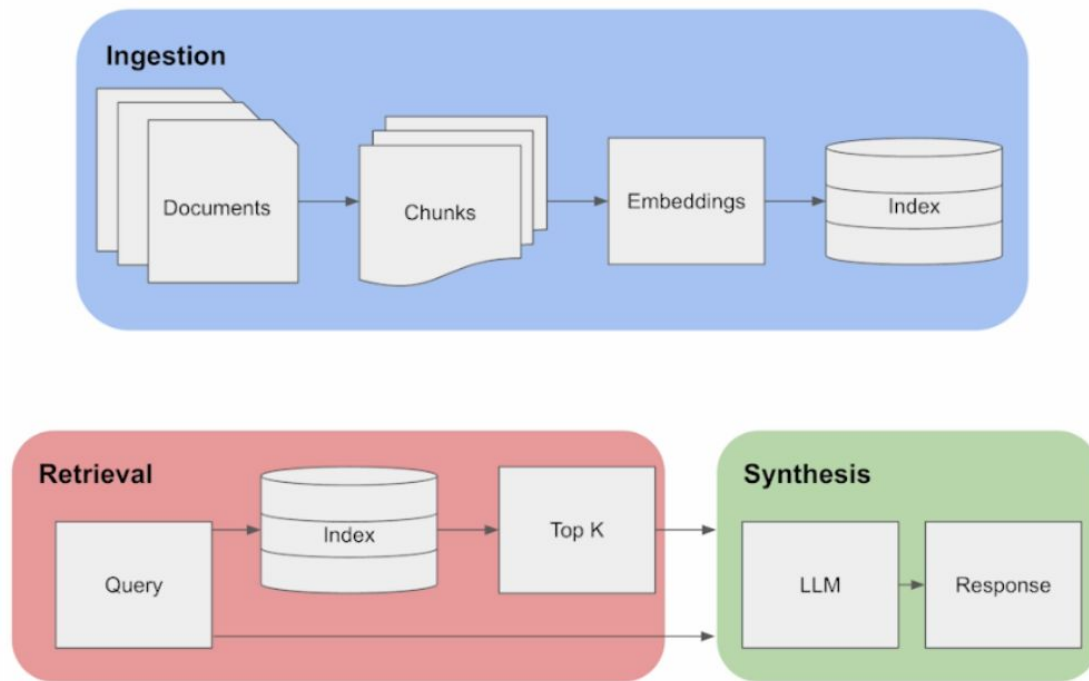 Ingestion
Documents
Chunks
Embeddings
Index
Retrieval
Query
Index
Top K
Synthesis
LLM
Response